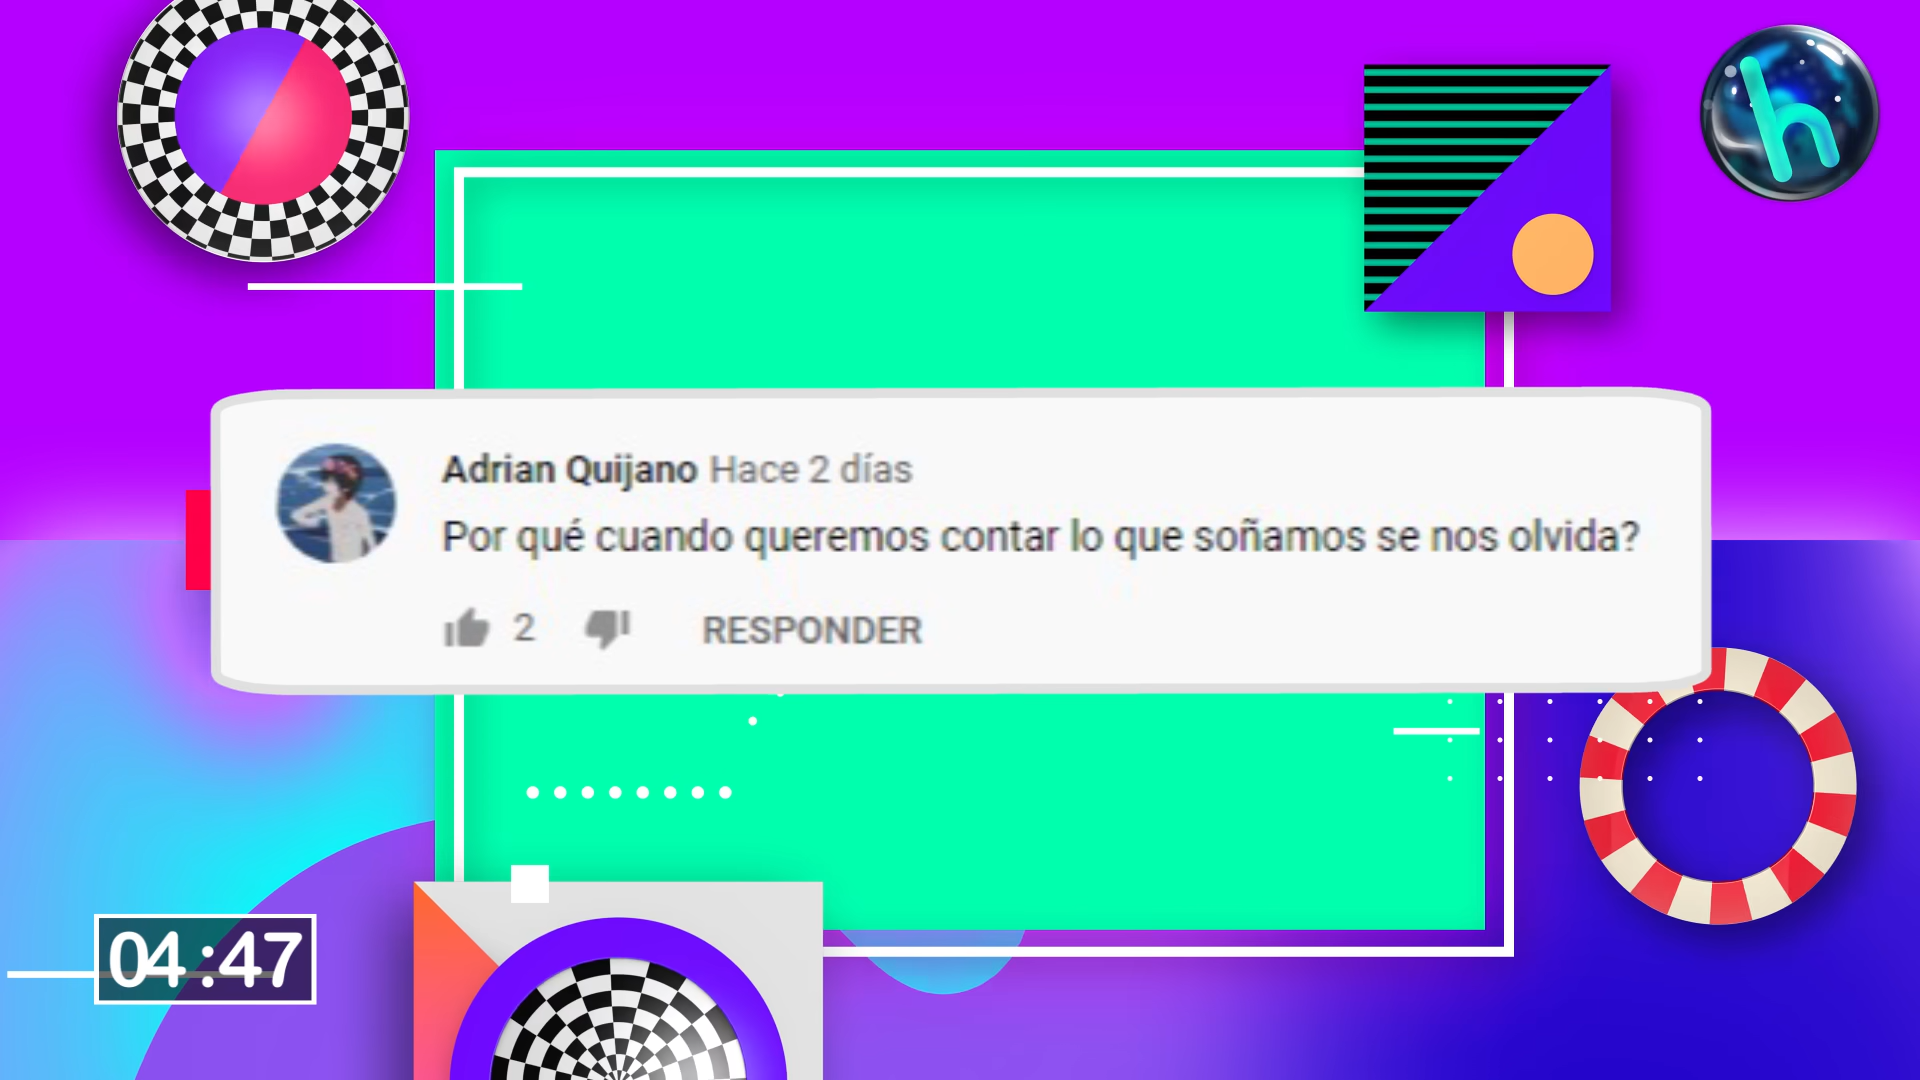 h
Adrian Quijano Hace 2 días
Por qué cuando queremos contar lo que soñamos se nos olvida?
2 RESPONDER
04:47